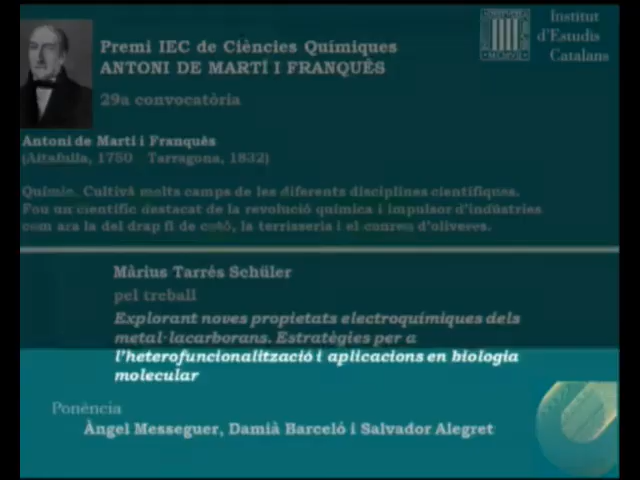 Institut
d'Estudis
Catalans
Premi IEC de Ciències Químiques
ANTONI DE MARTÍ I FRANQUÈS
29a convocatòria
Antoni de Martí i Franquès
(Altafulla, 1750 Tarragona, 1832)
Químic. Cultivà molts camps de les diferents disciplines científiques.
Fou un científic destacat de la revolució química i impulsor d'indústries
com ara la del drap fi de cotó, la terrisseria i el conreu d'oliveres.
Màrius Tarrés Schüler
pel treball
Explorant noves propietats electroquímiques dels
metal·lacarborans. Estratègies per a
l'heterofuncionalització i aplicacions en biologia
molecular
Ponència
Àngel Messeguer, Damià Barceló i Salvador Alegret